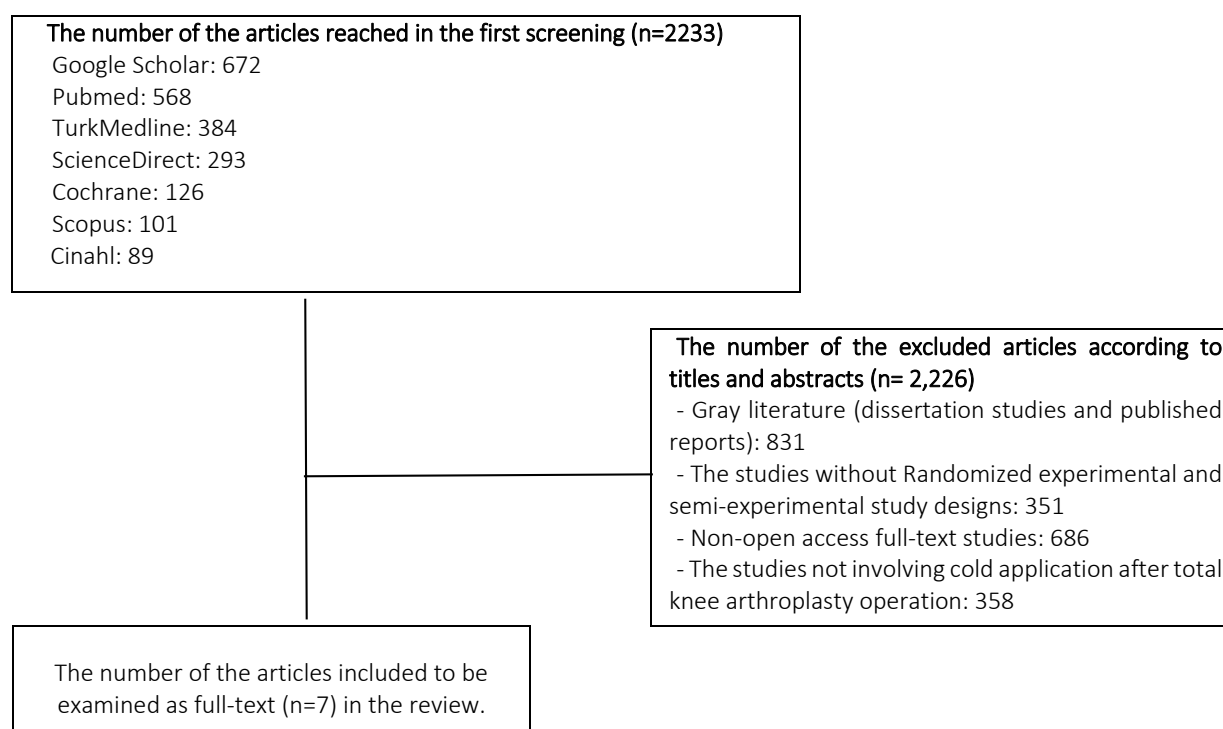 The number of the articles reached in the first screening (n=2233)
Google Scholar: 672
Pubmed: 568
TurkMedline: 384
ScienceDirect: 293
Cochrane: 126
Scopus: 101
Cinahl: 89
The number of the excluded articles according to
titles and abstracts (n= 2,226)
- Gray literature (dissertation studies and published
reports): 831
- The studies without Randomized experimental and
semi-experimental study designs: 351
- Non-open access full-text studies: 686
- The studies not involving cold application after total
knee arthroplasty operation: 358
The number of the articles included to be
examined as full-text (n=7) in the review.